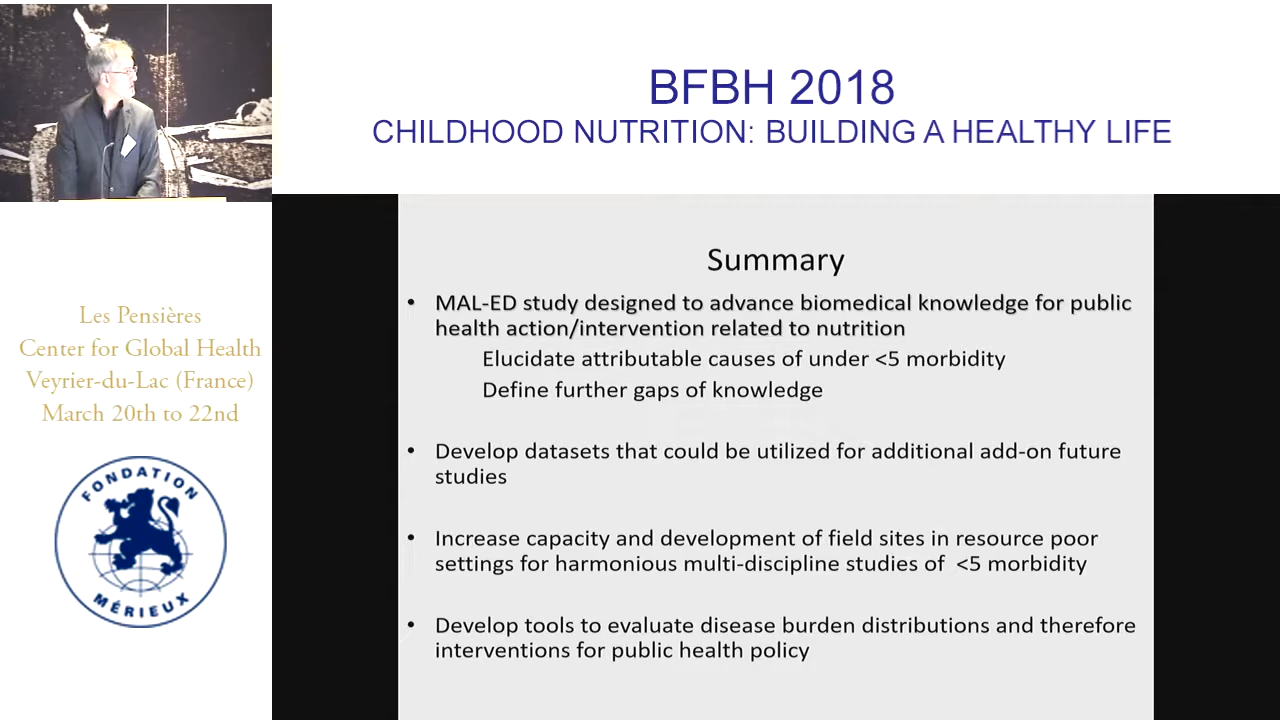 BFBH 2018
CHILDHOOD NUTRITION: BUILDING A HEALTHY LIFE
Les Pensières
Center for Global Health
Veyrier-du-Lac (France)
March 20th to 22nd
FONDATION
MÉRIEUX
Summary
• MAL-ED study designed to advance biomedical knowledge for public
health action/intervention related to nutrition
Elucidate attributable causes of under <5 morbidity
Define further gaps of knowledge
• Develop datasets that could be utilized for additional add-on future
studies
• Increase capacity and development of field sites in resource poor
settings for harmonious multi-discipline studies of <5 morbidity
• Develop tools to evaluate disease burden distributions and therefore
interventions for public health policy